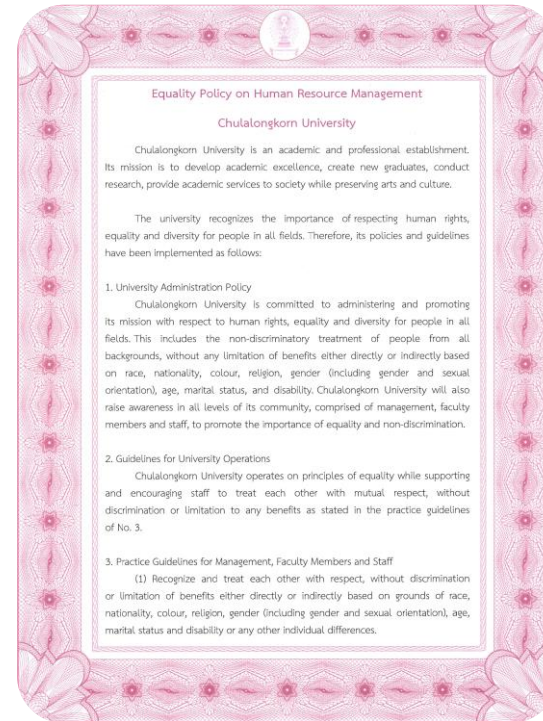 Equality Policy on Human Resource Management
Chulalongkorn University
Chulalongkorn University is an academic and professional establishment.
Its mission is to develop academic excellence, create new graduates, conduct
research, provide academic services to society while preserving arts and culture.
The university recognizes the importance of respecting human rights,
equality and diversity for people in all fields. Therefore, its policies and guidelines
have been implemented as follows:
1. University Administration Policy
Chulalongkorn University is committed to administering and promoting
its mission with respect to human rights, equality and diversity for people in all
fields. This includes the non-discriminatory treatment of people from all
backgrounds, without any limitation of benefits either directly or indirectly based
on race, nationality, colour, religion, gender (including gender and sexual
orientation), age, marital status, and disability. Chulalongkorn University will also
raise awareness in all levels of its community, comprised of management, faculty
members and staff, to promote the importance of equality and non-discrimination.
2. Guidelines for University Operations
Chulalongkorn University operates on principles of equality while supporting
and encouraging staff to treat each other with mutual respect, without
discrimination or limitation to any benefits as stated in the practice guidelines
of No. 3.
3. Practice Guidelines for Management, Faculty Members and Staff
(1) Recognize and treat each other with respect, without discrimination
or limitation of benefits either directly or indirectly based on grounds of race,
nationality, colour, religion, gender (including gender and sexual orientation), age,
marital status and disability or any other individual differences.